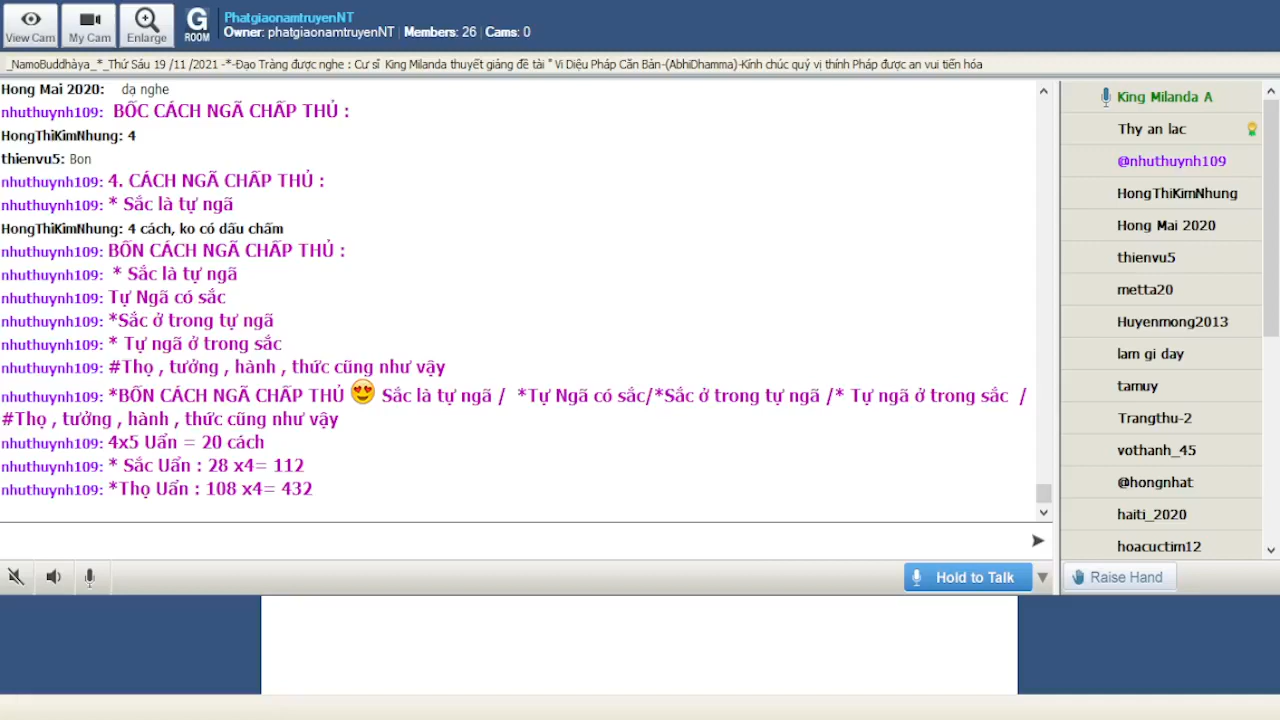 View Cam
My Cam
Enlarge
G
ROOM
PhatgiaonamtruyenNT
Owner: phatgiaonamtruyenNT | Members: 26 | Cams: 0
_NamoBuddhàya_*_Thứ Sáu 19 /11 /2021 -*-Đạo Tràng được nghe : Cư sĩ King Milanda thuyết giảng đề tài " Vi Diệu Pháp Căn Bản-(AbhiDhamma)-Kính chúc quý vị thính Pháp được an vui tiến hóa
Hong Mai 2020: dạ nghe
nhuthuynh109: BỐC CÁCH NGÃ CHẤP THỦ :
HongThiKimNhung: 4
thienvu5: Bon
nhuthuynh109: 4. CÁCH NGÃ CHẤP THỦ :
nhuthuynh109: * Sắc là tự ngã
HongThiKimNhung: 4 cách, ko có dấu chấm
nhuthuynh109: BỐN CÁCH NGÃ CHẤP THỦ :
nhuthuynh109: * Sắc là tự ngã
nhuthuynh109: Tự Ngã có sắc
nhuthuynh109: *Sắc ở trong tự ngã
nhuthuynh109: * Tự ngã ở trong sắc
nhuthuynh109: #Thọ , tưởng , hành , thức cũng như vậy
nhuthuynh109: *BỐN CÁCH NGÃ CHẤP THỦ 😍 Sắc là tự ngã / *Tự Ngã có sắc/*Sắc ở trong tự ngã /* Tự ngã ở trong sắc /
#Thọ , tưởng , hành , thức cũng như vậy
nhuthuynh109: 4x5 Uẩn = 20 cách
nhuthuynh109: * Sắc Uẩn : 28 x4= 112
nhuthuynh109: *Thọ Uẩn : 108 x4= 432
Hold to Talk
King Milanda A
Thy an lac
@nhuthuynh109
HongThiKimNhung
Hong Mai 2020
thienvu5
metta20
Huyenmong2013
lam gi day
tamuy
Trangthu-2
vothanh_45
@hongnhat
haiti_2020
hoacuctim12
Raise Hand